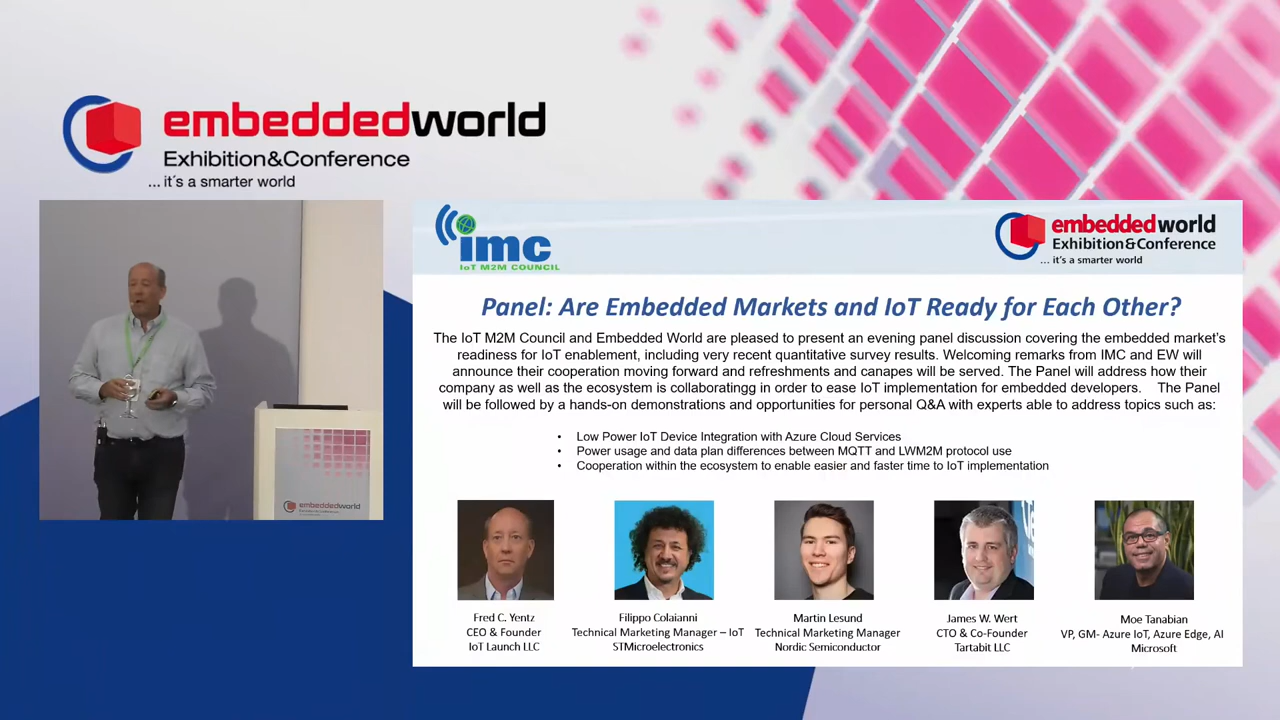 embeddedworld
Exhibition&Conference
... it's a smarter world
imc
IoT M2M COUNCIL
embeddedworld
Exhibition&Conference
... it's a smarter world
Panel: Are Embedded Markets and IoT Ready for Each Other?
The IoT M2M Council and Embedded World are pleased to present an evening panel discussion covering the embedded market's
readiness for IoT enablement, including very recent quantitative survey results. Welcoming remarks from IMC and EW will
announce their cooperation moving forward and refreshments and canapes will be served. The Panel will address how their
company as well as the ecosystem is collaboratingg in order to ease IoT implementation for embedded developers. The Panel
will be followed by a hands-on demonstrations and opportunities for personal Q&A with experts able to address topics such as:
• Low Power IoT Device Integration with Azure Cloud Services
• Power usage and data plan differences between MQTT and LWM2M protocol use
• Cooperation within the ecosystem to enable easier and faster time to IoT implementation
Fred C. Yentz
CEO & Founder
IoT Launch LLC
Filippo Colaianni
Technical Marketing Manager – IoT
STMicroelectronics
Martin Lesund
Technical Marketing Manager
Nordic Semiconductor
James W. Wert
CTO & Co-Founder
Tartabit LLC
Moe Tanabian
VP, GM- Azure IoT, Azure Edge, AI
Microsoft
embeddedworld